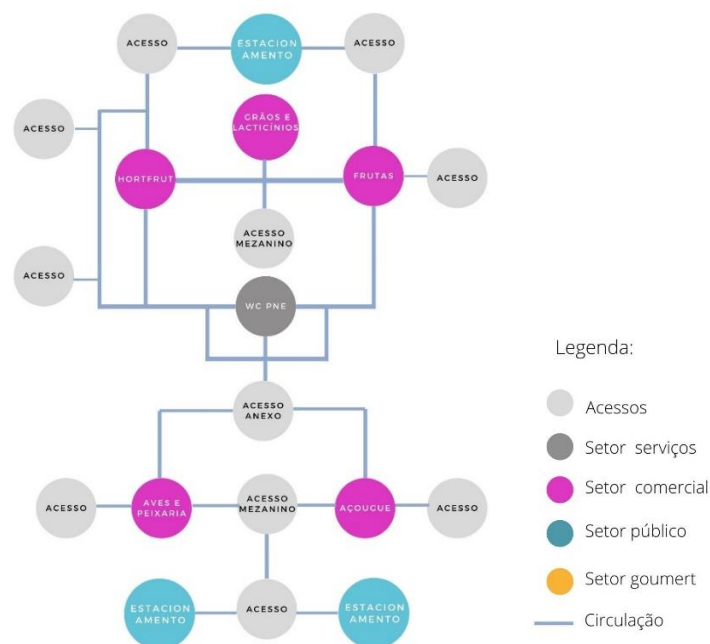 ACESSO
ESTACION
AMENTO
ACESSO
GRÃOS E
LACTICÍNIOS
ACESSO
HORTFRUT
FRUTAS
ACESSO
ACESSO
MEZANINO
ACESSO
WC PNE
ACESSO
ANEXO
ACESSO
AVES E
PEIXARIA
ACESSO
MEZANINO
AÇOUGUE
ACESSO
ESTACION
AMENTO
ACESSO
ESTACION
AMENTO
Legenda:
Acessos
Setor serviços
Setor comercial
Setor público
Setor goumert
Circulação